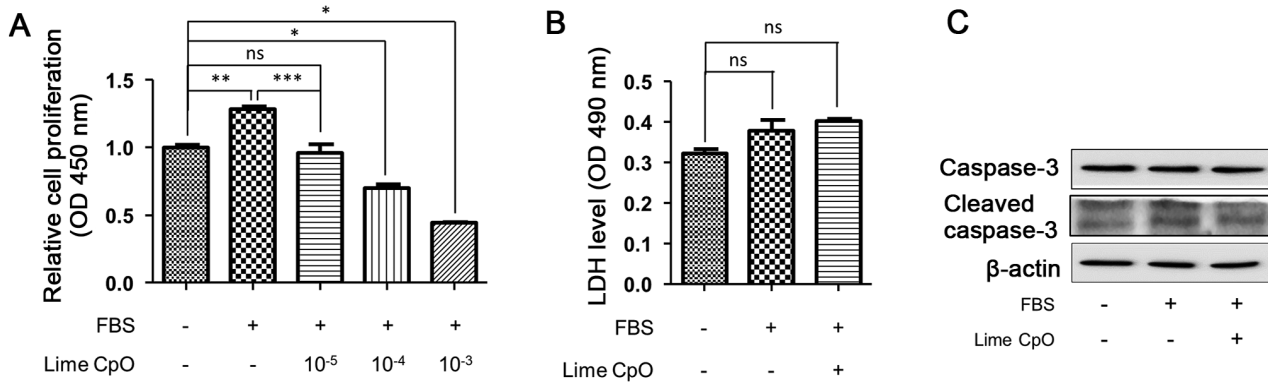 A
Relative cell proliferation
(OD 450 nm)
*
*
ns
** ***
1.5
1.0
0.5
0.0
FBS - + + + +
Lime CpO - - 10⁻⁵ 10⁻⁴ 10⁻³
B
LDH level (OD 490 nm)
ns
ns
0.5
0.4
0.3
0.2
0.1
0.0
FBS - + +
Lime CpO - - +
C
Caspase-3
Cleaved
caspase-3
β-actin
FBS - + +
Lime CpO - - +